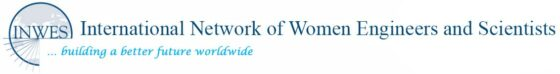 INWES International Network of Women Engineers and Scientists
... building a better future worldwide